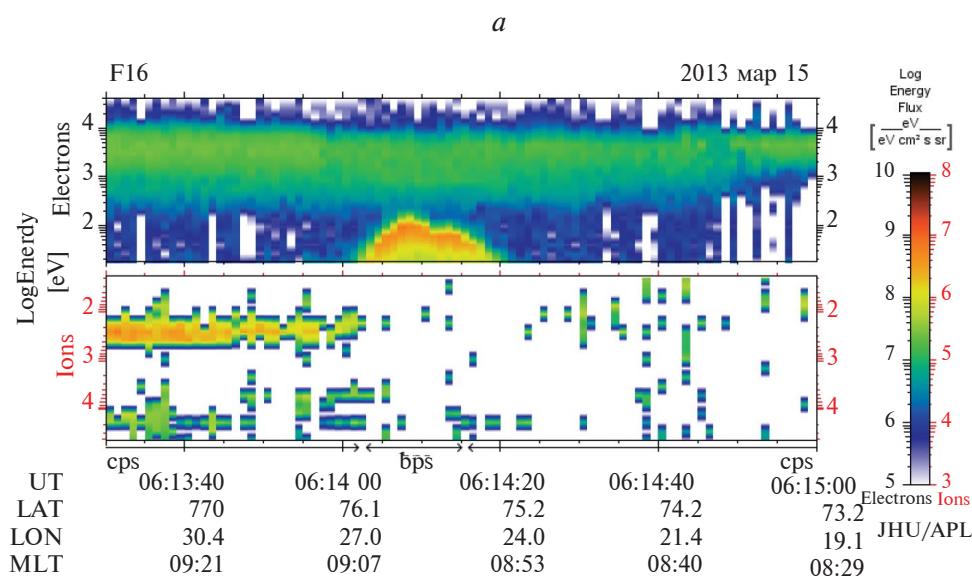 a
F16 2013 мар 15
Log
Energy
Flux
eV
[eV cm² s sr]
4
3
2
Electrons
4
3
2
LogEnerdy
[eV]
2
3
4
Ions
2
3
4
10 8
9 7
8 6
7 5
6 4
5 3
Electrons Ions
JHU/APL
cps bps cps
UT 06:13:40 06:14 00 06:14:20 06:14:40 06:15:00
LAT 770 76.1 75.2 74.2 73.2
LON 30.4 27.0 24.0 21.4 19.1
MLT 09:21 09:07 08:53 08:40 08:29